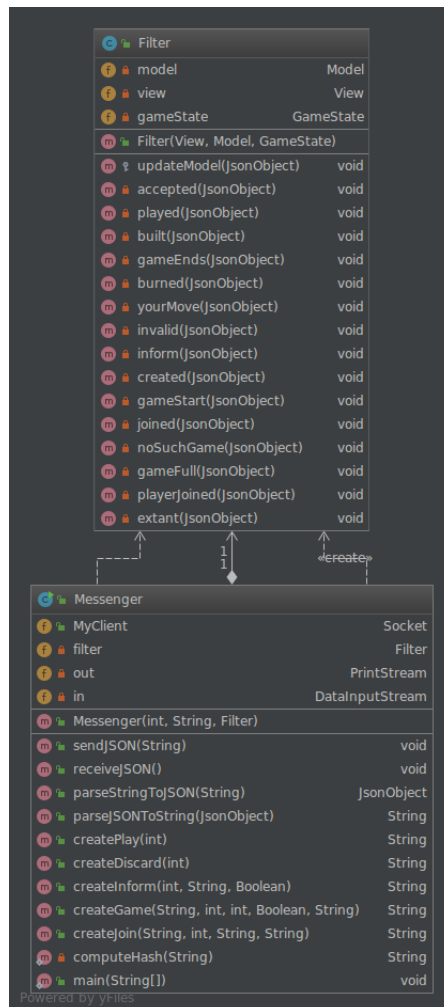 Filter
model Model
view View
gameState GameState
Filter(View, Model, GameState)
updateModel(JsonObject) void
accepted(JsonObject) void
played(JsonObject) void
built(JsonObject) void
gameEnds(JsonObject) void
burned(JsonObject) void
yourMove(JsonObject) void
invalid(JsonObject) void
inform(JsonObject) void
created(JsonObject) void
gameStart(JsonObject) void
joined(JsonObject) void
noSuchGame(JsonObject) void
gameFull(JsonObject) void
playerJoined(JsonObject) void
extant(JsonObject) void
1
1
«create»
Messenger
MyClient Socket
filter Filter
out PrintStream
in DataInputStream
Messenger(int, String, Filter)
sendJSON(String) void
receiveJSON() void
parseStringToJSON(String) JsonObject
parseJSONToString(JsonObject) String
createPlay(int) String
createDiscard(int) String
createInform(int, String, Boolean) String
createGame(String, int, int, Boolean, String) String
createJoin(String, int, String, String) String
computeHash(String) String
main(String[]) void
Powered by yFiles